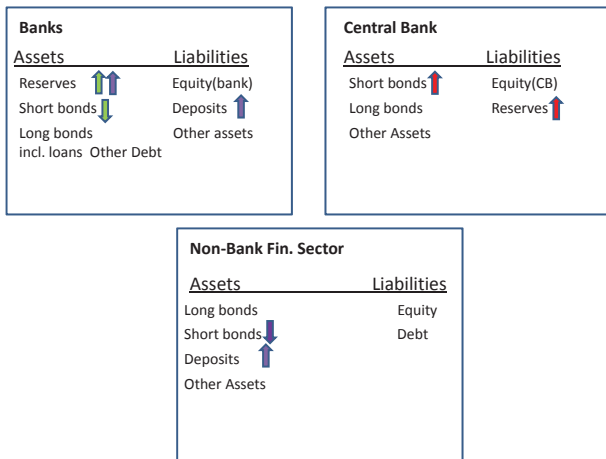 Banks
Assets Liabilities
Reserves Equity(bank)
Short bonds Deposits
Long bonds Other assets
incl. loans Other Debt
Central Bank
Assets Liabilities
Short bonds Equity(CB)
Long bonds Reserves
Other Assets
Non-Bank Fin. Sector
Assets Liabilities
Long bonds Equity
Short bonds Debt
Deposits
Other Assets